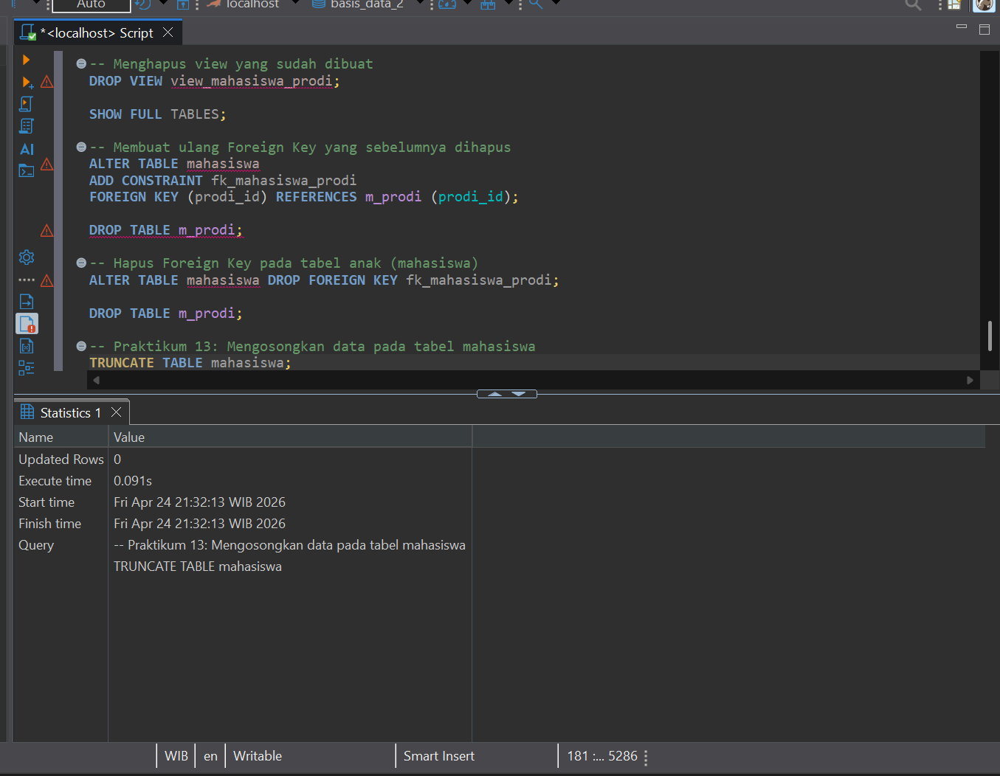 Auto localhost basis_data_2
*<localhost> Script
-- Menghapus view yang sudah dibuat
DROP VIEW view_mahasiswa_prodi;
SHOW FULL TABLES;
-- Membuat ulang Foreign Key yang sebelumnya dihapus
ALTER TABLE mahasiswa
ADD CONSTRAINT fk_mahasiswa_prodi
FOREIGN KEY (prodi_id) REFERENCES m_prodi (prodi_id);
DROP TABLE m_prodi;
-- Hapus Foreign Key pada tabel anak (mahasiswa)
ALTER TABLE mahasiswa DROP FOREIGN KEY fk_mahasiswa_prodi;
DROP TABLE m_prodi;
-- Praktikum 13: Mengosongkan data pada tabel mahasiswa
TRUNCATE TABLE mahasiswa;
AI
Statistics 1
Name Value
Updated Rows 0
Execute time 0.091s
Start time Fri Apr 24 21:32:13 WIB 2026
Finish time Fri Apr 24 21:32:13 WIB 2026
Query -- Praktikum 13: Mengosongkan data pada tabel mahasiswa
TRUNCATE TABLE mahasiswa
WIB en Writable Smart Insert 181 :... 5286